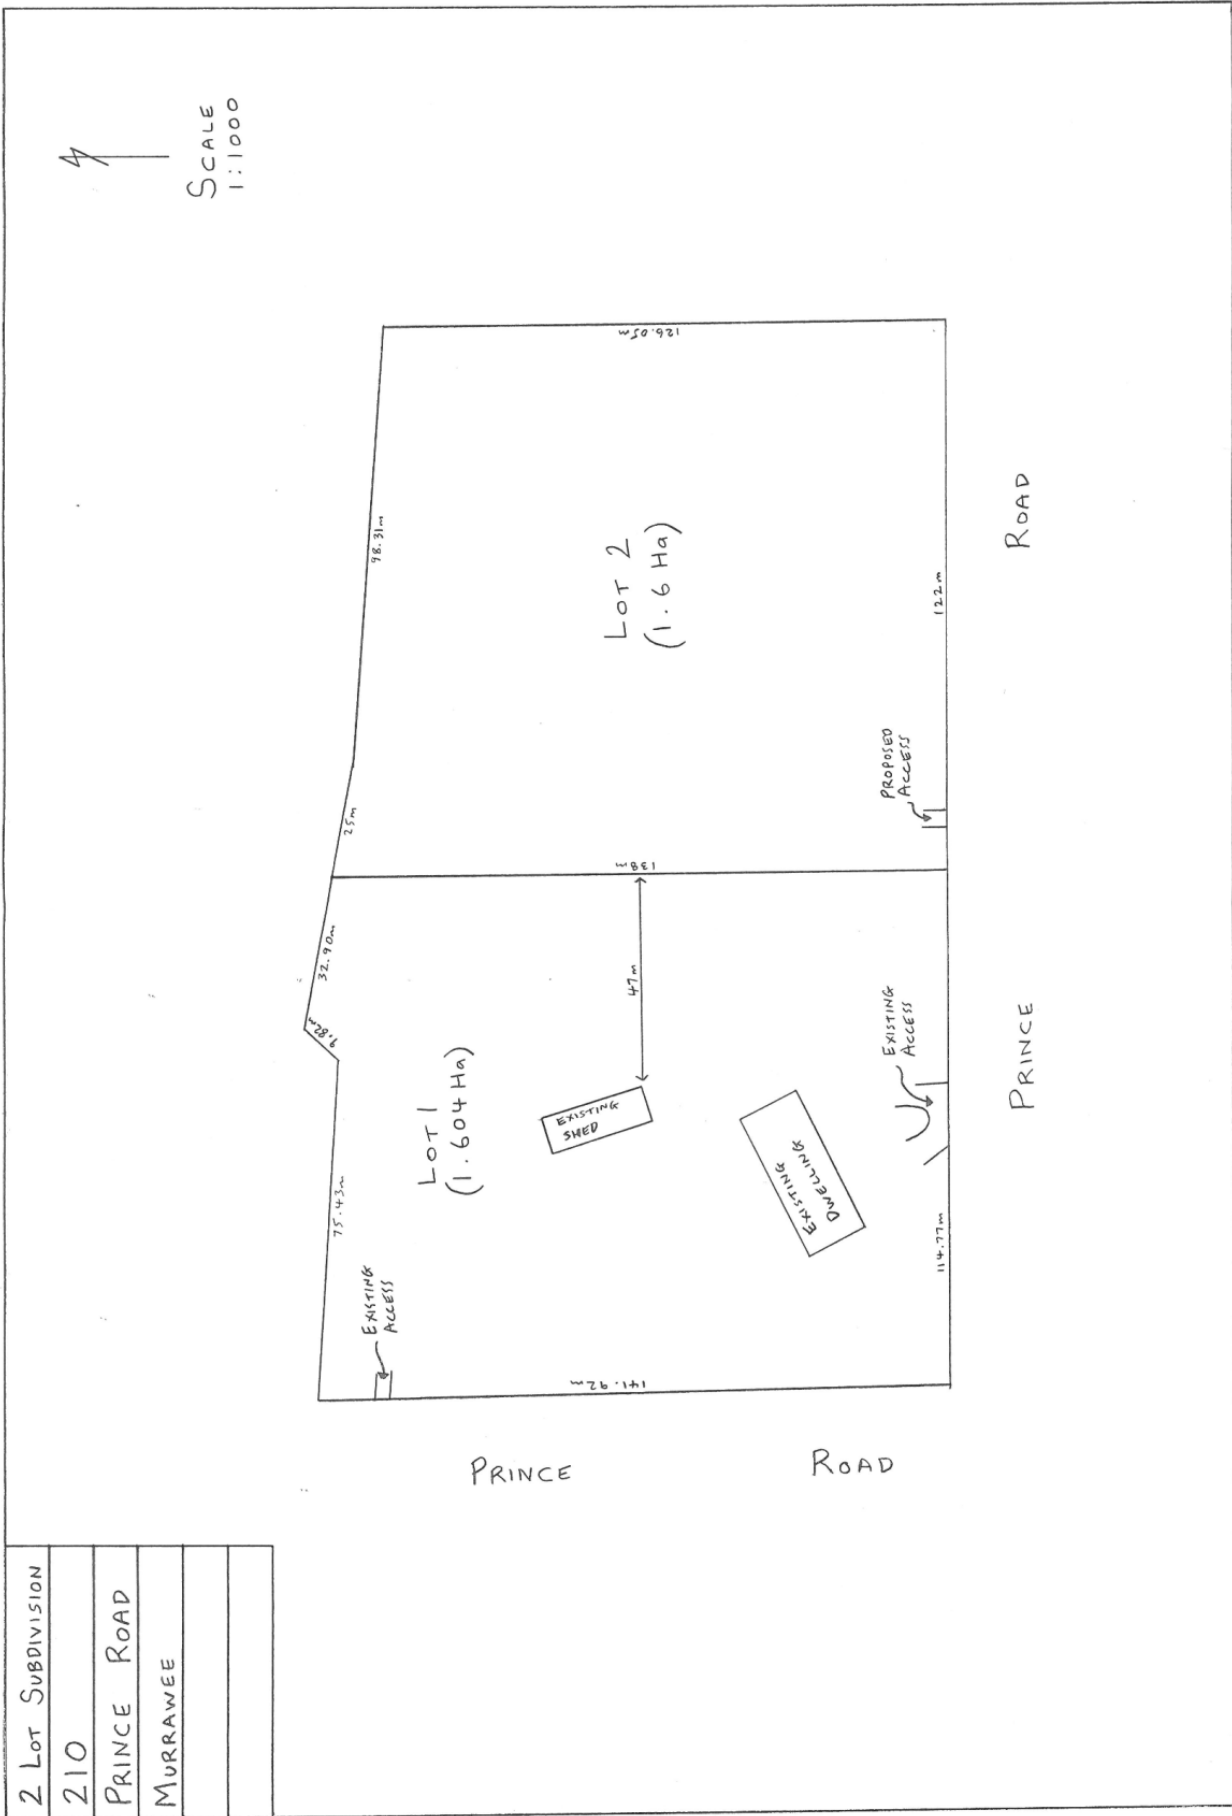 2 LOT SUBDIVISION
210
PRINCE ROAD
MURRAWEE
SCALE
1:1000
75.43m
9.82m
32.90m
25m
98.31m
126.05m
EXISTING
ACCESS
LOT 1
(1.604 Ha)
EXISTING
SHED
47m
138m
LOT 2
(1.6 Ha)
141.92m
EXISTING
DWELLING
EXISTING
ACCESS
PROPOSED
ACCESS
114.77m
122m
PRINCE ROAD
PRINCE ROAD